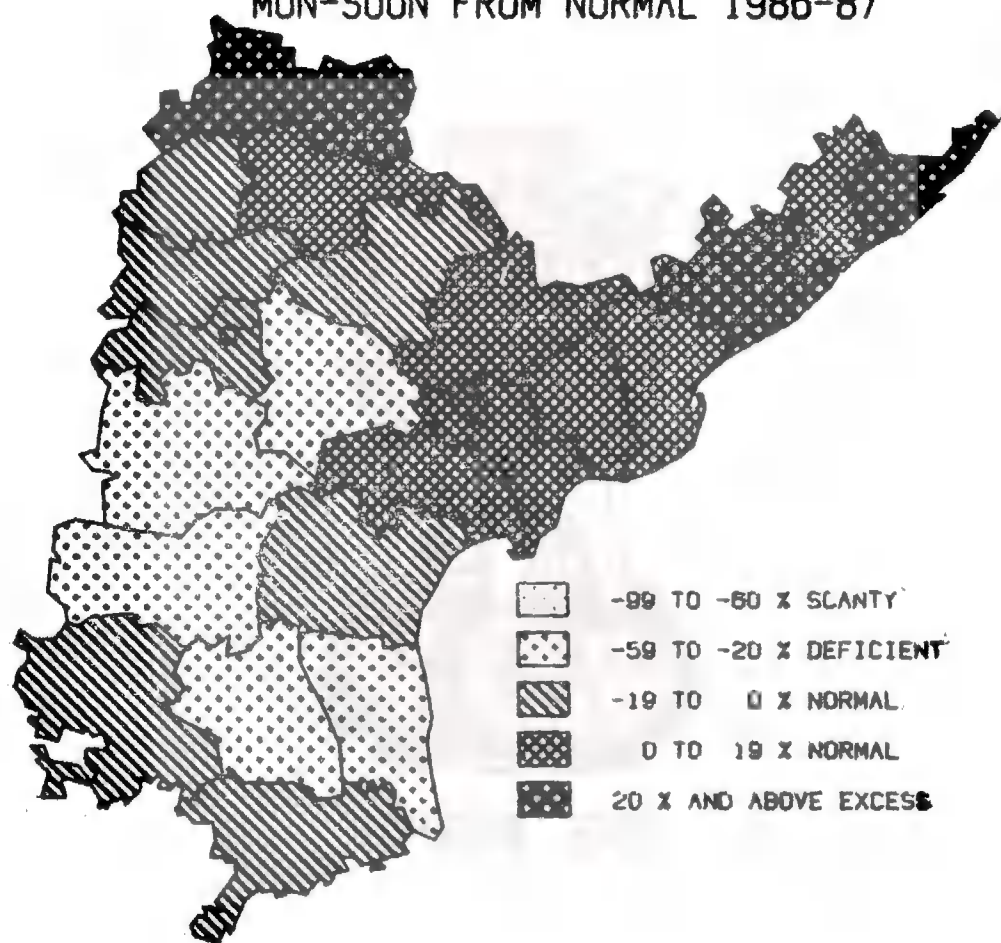 MON-SOON FROM NORMAL 1986-87
-99 TO -60 % SCANTY
-59 TO -20 % DEFICIENT
-19 TO 0 % NORMAL
0 TO 19 % NORMAL
20 % AND ABOVE EXCESS